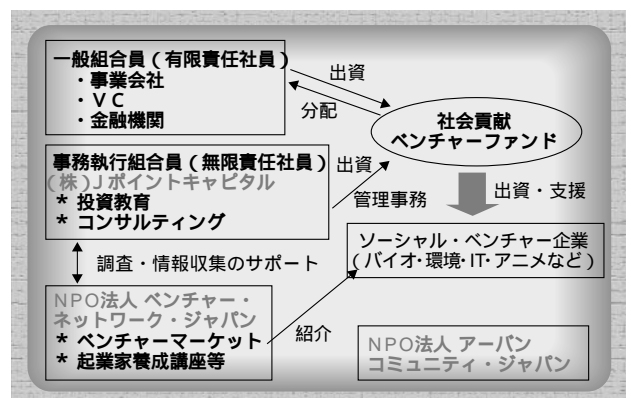 一般組合員(有限責任社員)
・事業会社
・VC
・金融機関
出資
分配
社会貢献
ベンチャーファンド
事務執行組合員(無限責任社員)
(株)Jポイントキャピタル
* 投資教育
* コンサルティング
出資
管理事務
出資・支援
ソーシャル・ベンチャー企業
(バイオ・環境・IT・アニメなど)
調査・情報収集のサポート
NPO法人 ベンチャー・
ネットワーク・ジャパン
* ベンチャーマーケット
* 起業家養成講座等
紹介
NPO法人 アーバン
コミュニティ・ジャパン